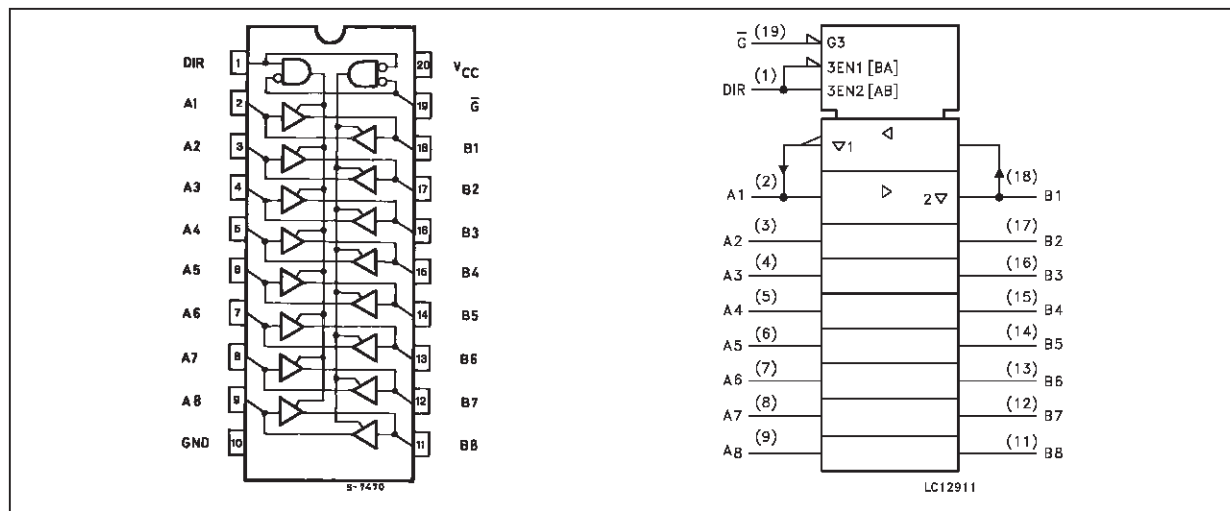 DIR 1 20 VCC
A1 2 19 G̅
A2 3 18 B1
A3 4 17 B2
A4 5 16 B3
A5 6 15 B4
A6 7 14 B5
A7 8 13 B6
A8 9 12 B7
GND 10 11 B8
S-7470
G̅ (19) G3
3EN1 [BA]
DIR (1) 3EN2 [AB]
▽1 ◁
A1 (2) ▷ 2▽ (18) B1
A2 (3) (17) B2
A3 (4) (16) B3
A4 (5) (15) B4
A5 (6) (14) B5
A6 (7) (13) B6
A7 (8) (12) B7
A8 (9) (11) B8
LC12911